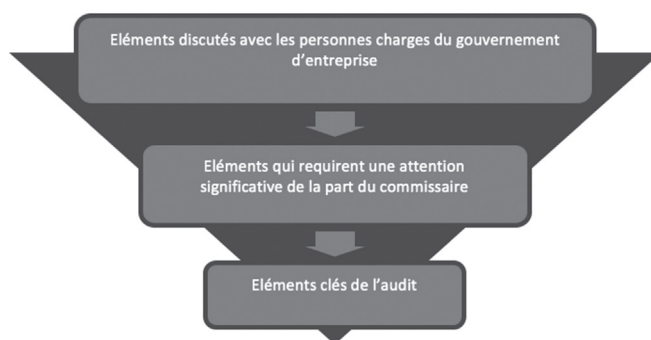 Eléments discutés avec les personnes charges du gouvernement
d’entreprise
Eléments qui requirent une attention
significative de la part du commissaire
Eléments clés de l’audit